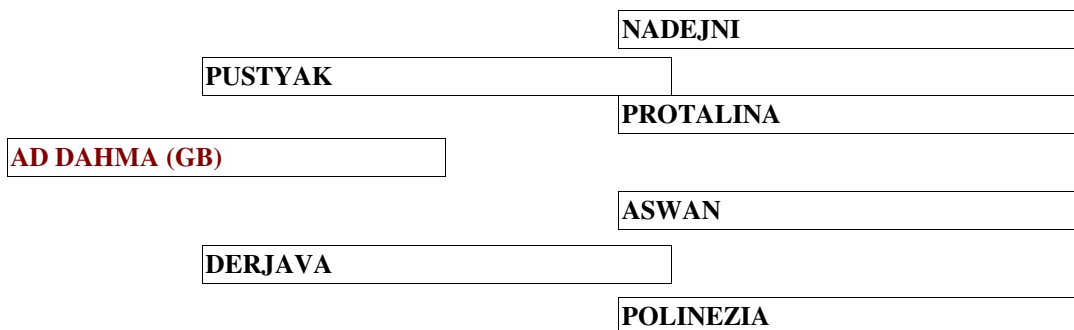 NADEJNI
PUSTYAK
PROTALINA
AD DAHMA (GB)
ASWAN
DERJAVA
POLINEZIA